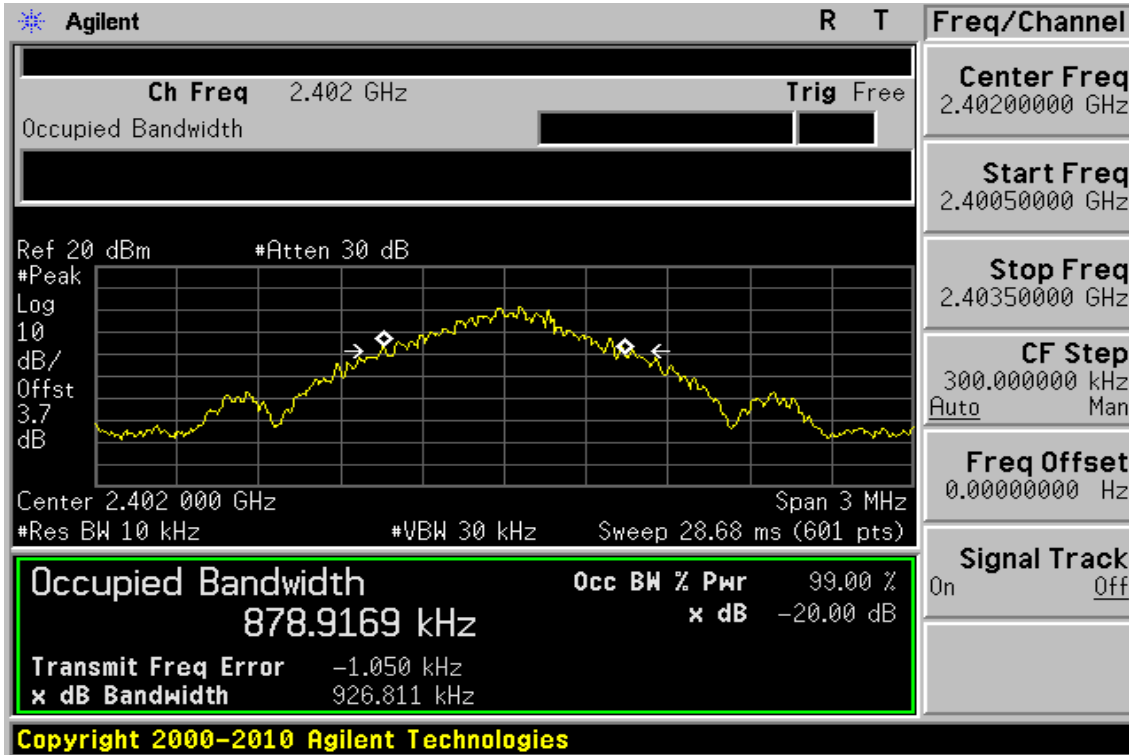 Agilent R T
Freq/Channel
Ch Freq 2.402 GHz Trig Free
Occupied Bandwidth
Center Freq
2.40200000 GHz
Start Freq
2.40050000 GHz
Stop Freq
2.40350000 GHz
CF Step
300.000000 kHz
Auto Man
Freq Offset
0.00000000 Hz
Signal Track
On Off
Ref 20 dBm #Atten 30 dB
#Peak
Log
10
dB/
Offst
3.7
dB
Center 2.402 000 GHz Span 3 MHz
#Res BW 10 kHz #VBW 30 kHz Sweep 28.68 ms (601 pts)
Occupied Bandwidth
878.9169 kHz
Occ BW % Pwr 99.00 %
x dB -20.00 dB
Transmit Freq Error -1.050 kHz
x dB Bandwidth 926.811 kHz
Copyright 2000-2010 Agilent Technologies